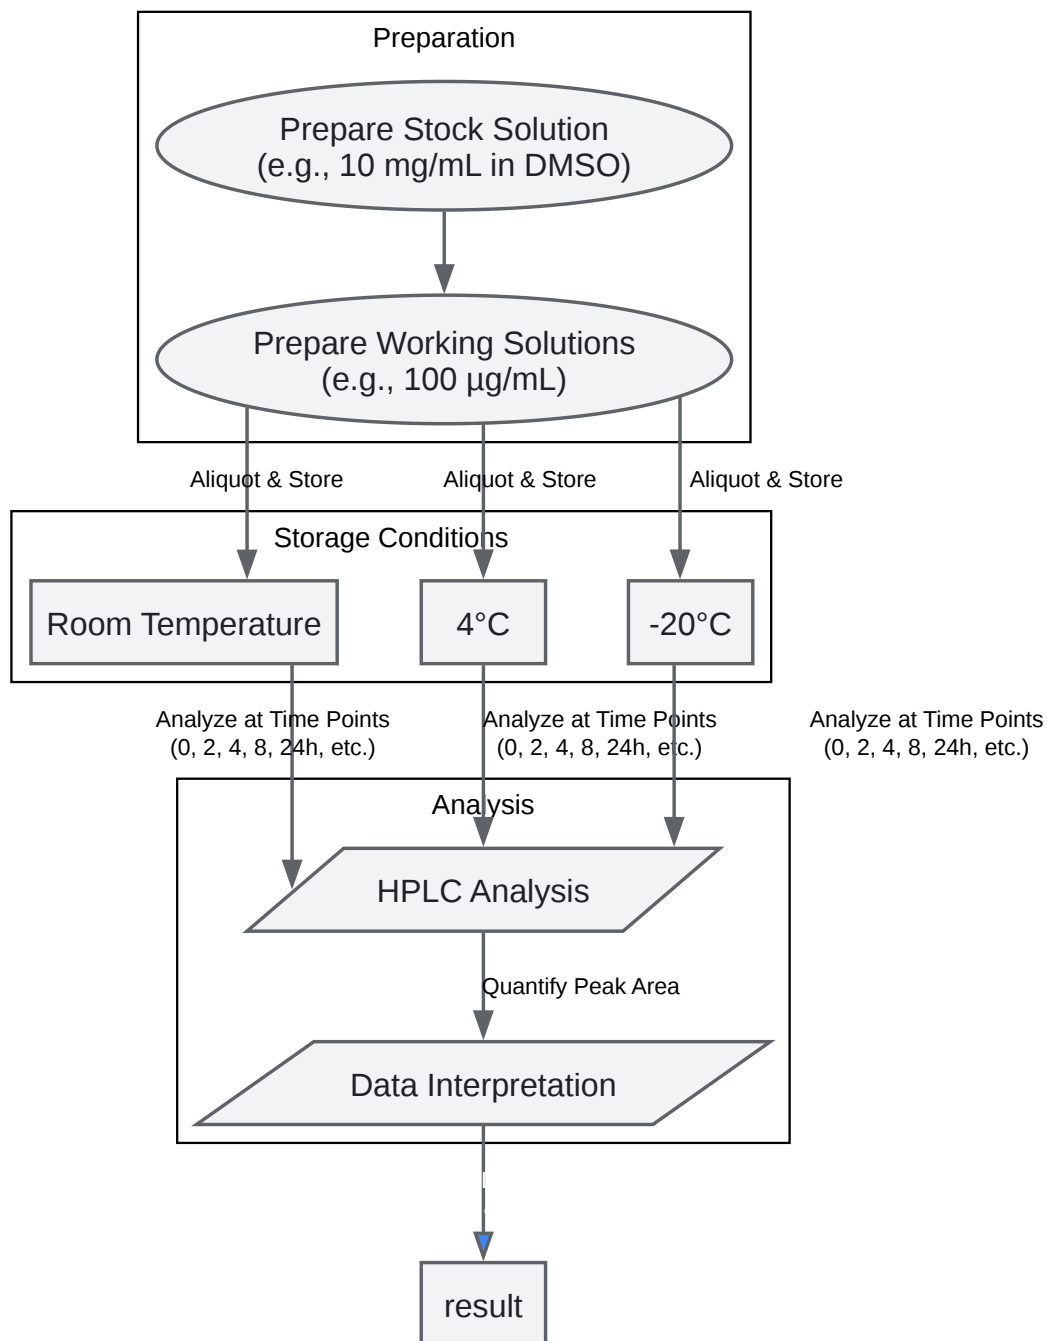 Preparation
Prepare Stock Solution
(e.g., 10 mg/mL in DMSO)
Prepare Working Solutions
(e.g., 100 µg/mL)
Aliquot & Store
Aliquot & Store
Aliquot & Store
Storage Conditions
Room Temperature
4°C
-20°C
Analyze at Time Points
(0, 2, 4, 8, 24h, etc.)
Analyze at Time Points
(0, 2, 4, 8, 24h, etc.)
Analyze at Time Points
(0, 2, 4, 8, 24h, etc.)
Analysis
HPLC Analysis
Quantify Peak Area
Data Interpretation
result